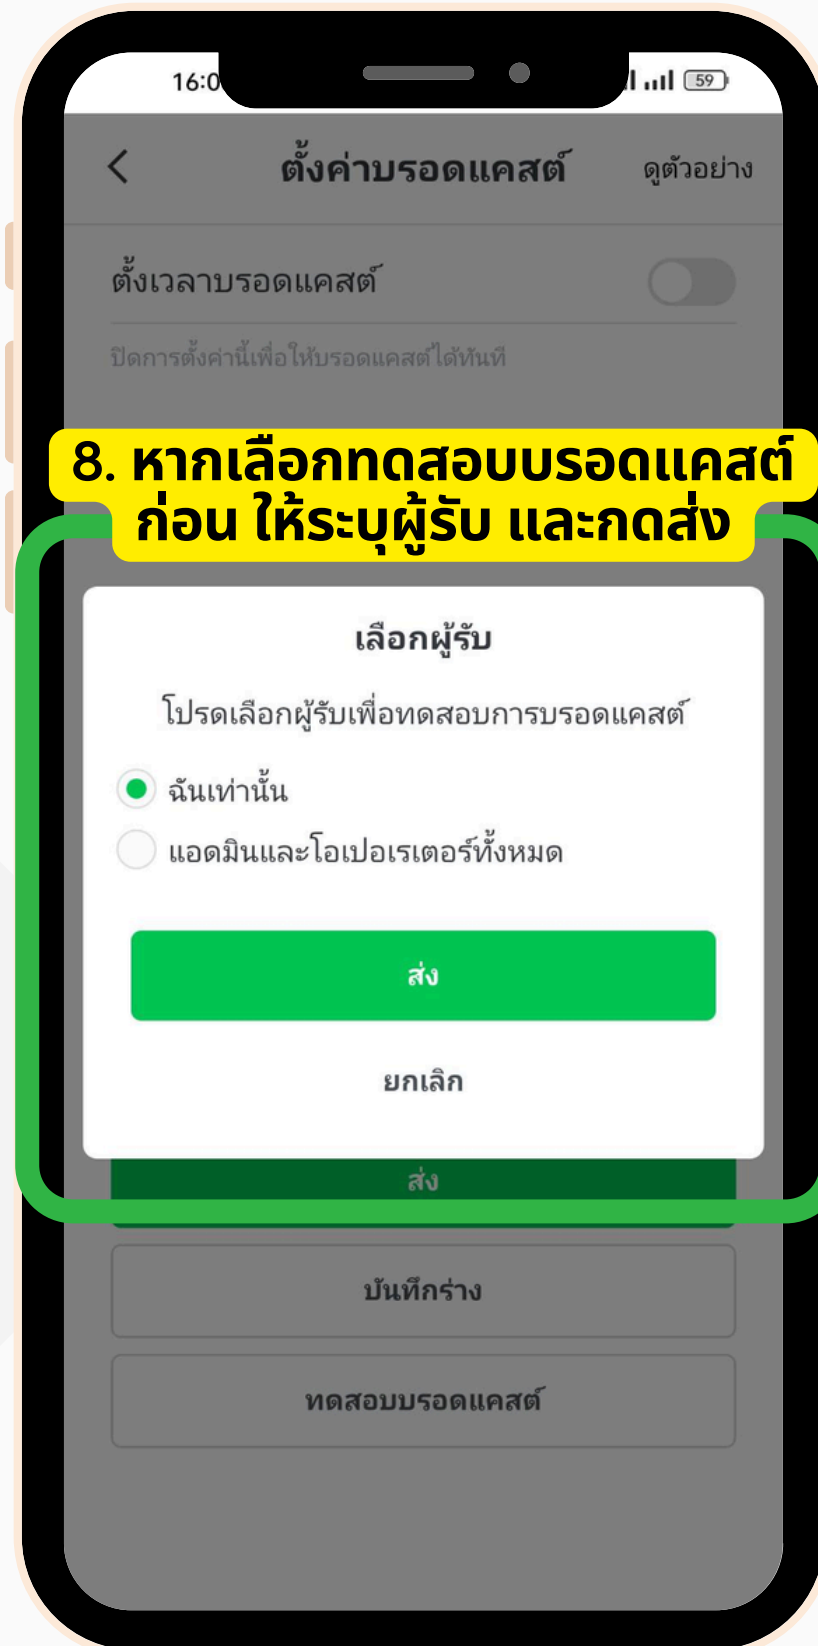 16:0
59
ตั้งค่าบรอดแคสต์
ดูตัวอย่าง
ตั้งเวลาบรอดแคสต์
ปิดการตั้งค่านี้เพื่อให้บรอดแคสต์ได้ทันที
8. หากเลือกทดสอบบรอดแคสต์
ก่อน ให้ระบุผู้รับ และกดส่ง
เลือกผู้รับ
โปรดเลือกผู้รับเพื่อทดสอบการบรอดแคสต์
ฉันเท่านั้น
แอดมินและโอเปอเรเตอร์ทั้งหมด
ส่ง
ยกเลิก
ส่ง
บันทึกร่าง
ทดสอบบรอดแคสต์